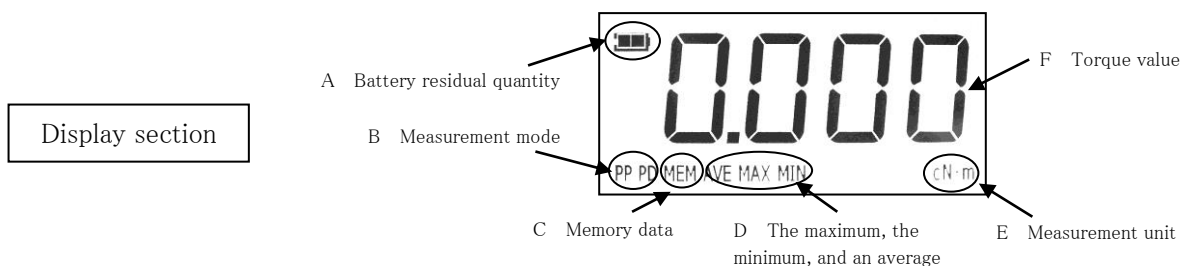 0.000
F Torque value
A Battery residual quantity
Display section
B Measurement mode
PP PD MEM AVE MAX MIN cN·m
C Memory data
D The maximum, the
minimum, and an average
E Measurement unit